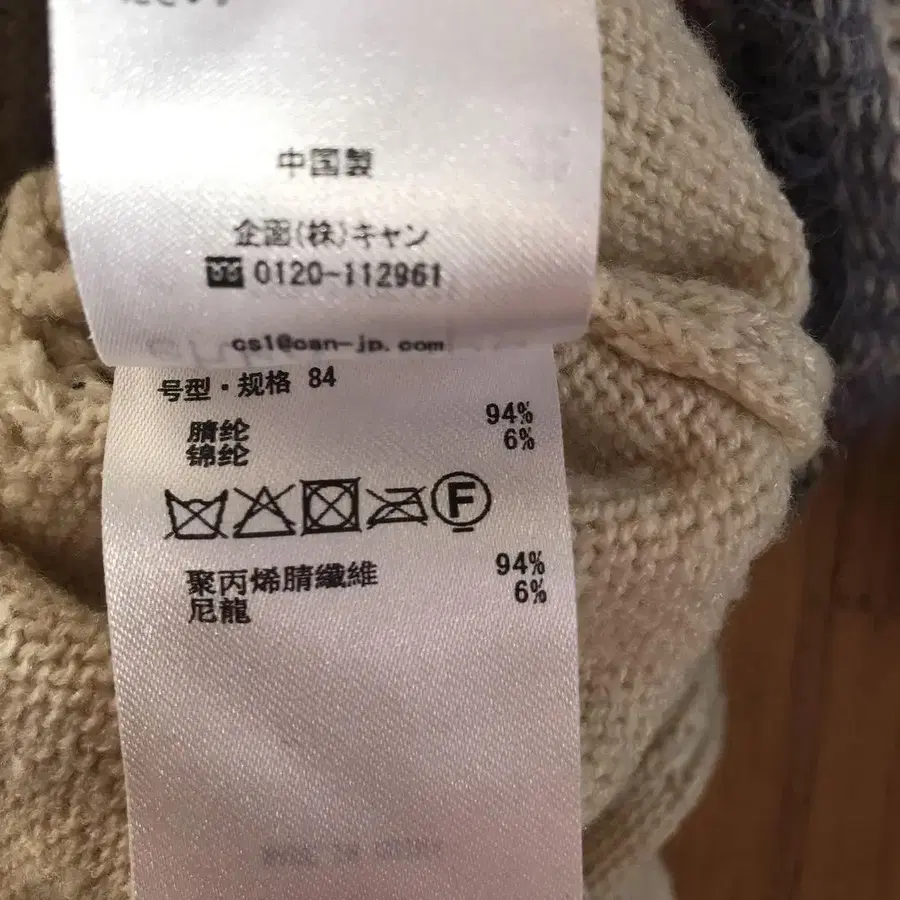 中国製
企画(株)キャン
0120-112961
cs1@can-jp.com
号型・规格 84
腈纶 94%
锦纶 6%
F
聚丙烯腈纖維 94%
尼龍 6%